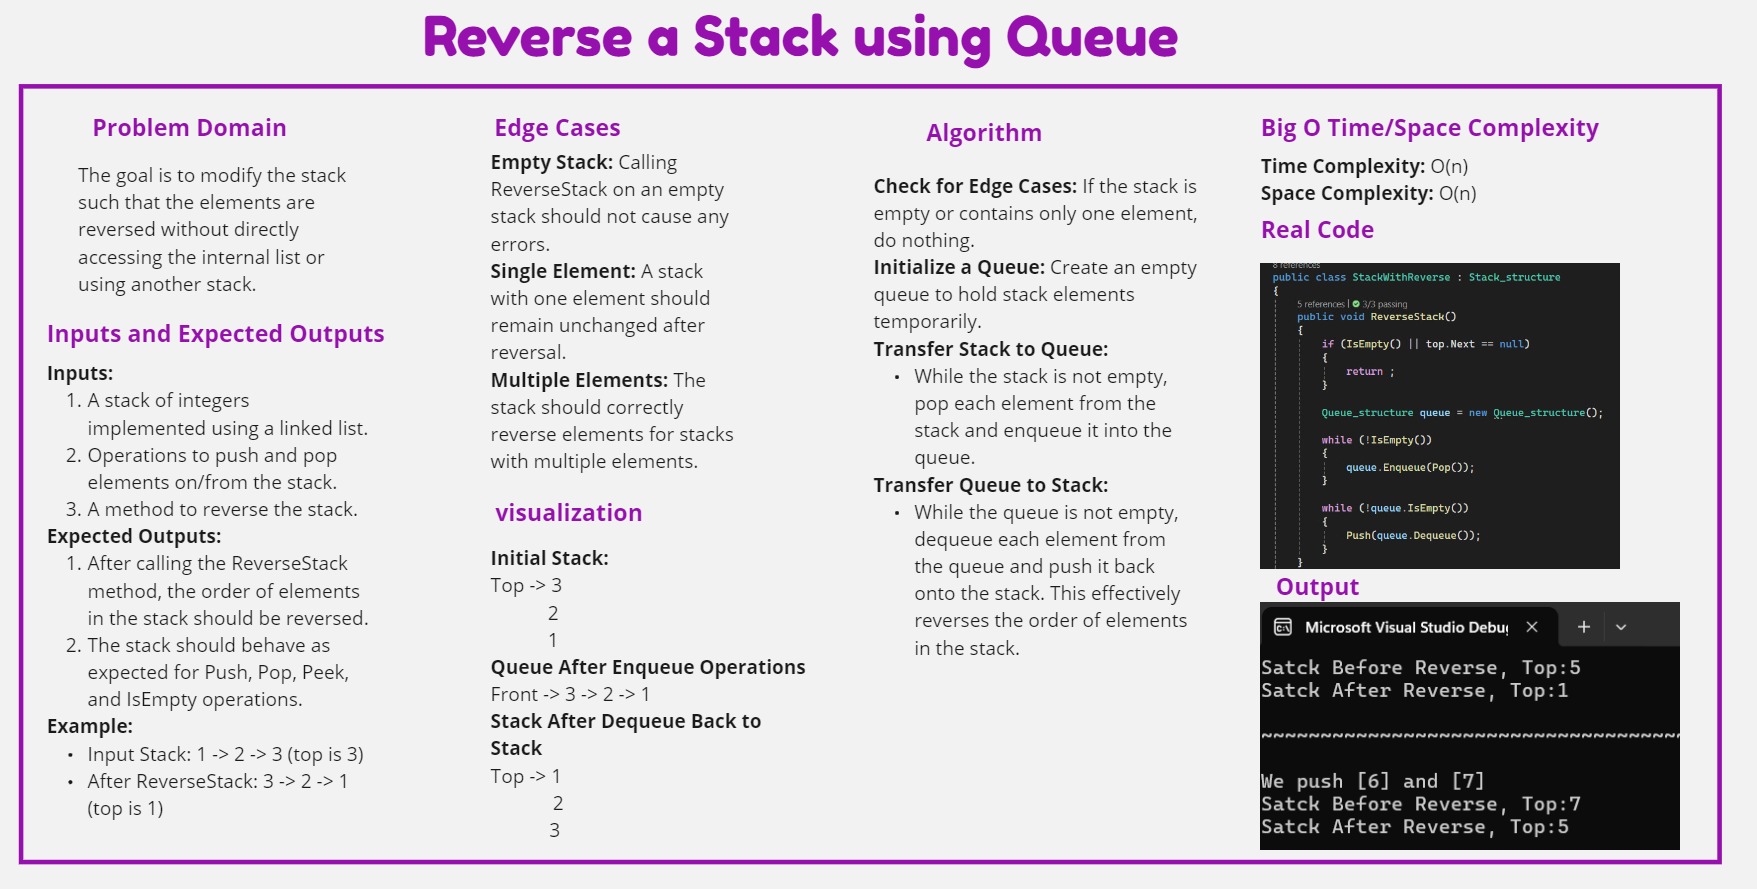 Reverse a Stack using Queue
Problem Domain
The goal is to modify the stack
such that the elements are
reversed without directly
accessing the internal list or
using another stack.
Inputs and Expected Outputs
Inputs:
1. A stack of integers
implemented using a linked list.
2. Operations to push and pop
elements on/from the stack.
3. A method to reverse the stack.
Expected Outputs:
1. After calling the ReverseStack
method, the order of elements
in the stack should be reversed.
2. The stack should behave as
expected for Push, Pop, Peek,
and IsEmpty operations.
Example:
• Input Stack: 1 -> 2 -> 3 (top is 3)
• After ReverseStack: 3 -> 2 -> 1
(top is 1)
Edge Cases
Empty Stack: Calling
ReverseStack on an empty
stack should not cause any
errors.
Single Element: A stack
with one element should
remain unchanged after
reversal.
Multiple Elements: The
stack should correctly
reverse elements for stacks
with multiple elements.
visualization
Initial Stack:
Top -> 3
2
1
Queue After Enqueue Operations
Front -> 3 -> 2 -> 1
Stack After Dequeue Back to
Stack
Top -> 1
2
3
Algorithm
Check for Edge Cases: If the stack is
empty or contains only one element,
do nothing.
Initialize a Queue: Create an empty
queue to hold stack elements
temporarily.
Transfer Stack to Queue:
• While the stack is not empty,
pop each element from the
stack and enqueue it into the
queue.
Transfer Queue to Stack:
• While the queue is not empty,
dequeue each element from
the queue and push it back
onto the stack. This effectively
reverses the order of elements
in the stack.
Big O Time/Space Complexity
Time Complexity: O(n)
Space Complexity: O(n)
Real Code
8 references
public class StackWithReverse : Stack_structure
{
5 references | 3/3 passing
public void ReverseStack()
{
if (IsEmpty() || top.Next == null)
{
return ;
}
Queue_structure queue = new Queue_structure();
while (!IsEmpty())
{
queue.Enqueue(Pop());
}
while (!queue.IsEmpty())
{
Push(queue.Dequeue());
}
}
Output
Microsoft Visual Studio Debug
Satck Before Reverse, Top:5
Satck After Reverse, Top:1
~~~~~~~~~~~~~~~~~~~~~~~~~~~~~~~~~~~~
We push [6] and [7]
Satck Before Reverse, Top:7
Satck After Reverse, Top:5